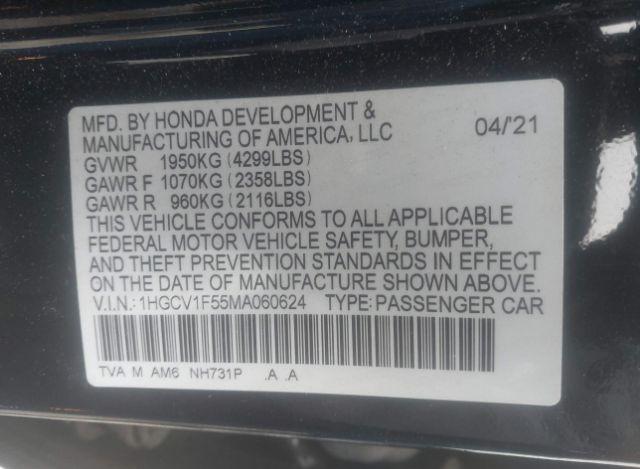 MFD. BY HONDA DEVELOPMENT &
MANUFACTURING OF AMERICA, LLC 04/'21
GVWR 1950KG (4299LBS)
GAWR F 1070KG (2358LBS)
GAWR R 960KG (2116LBS)
THIS VEHICLE CONFORMS TO ALL APPLICABLE
FEDERAL MOTOR VEHICLE SAFETY, BUMPER,
AND THEFT PREVENTION STANDARDS IN EFFECT
ON THE DATE OF MANUFACTURE SHOWN ABOVE.
V.I.N.: 1HGCV1F55MA060624 TYPE: PASSENGER CAR
TVA M AM6 NH731P .A .A